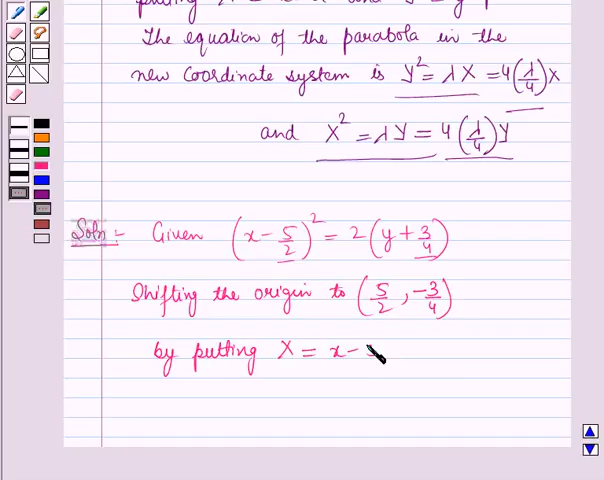 The equation of the parabola in the
new coordinate system is Y² = λX = 4(λ/4)X
and X² = λY = 4(λ/4)Y
Soln:- Given (x - 5/2)² = 2(y + 3/4)
Shifting the origin to (5/2, -3/4)
by putting X = x -